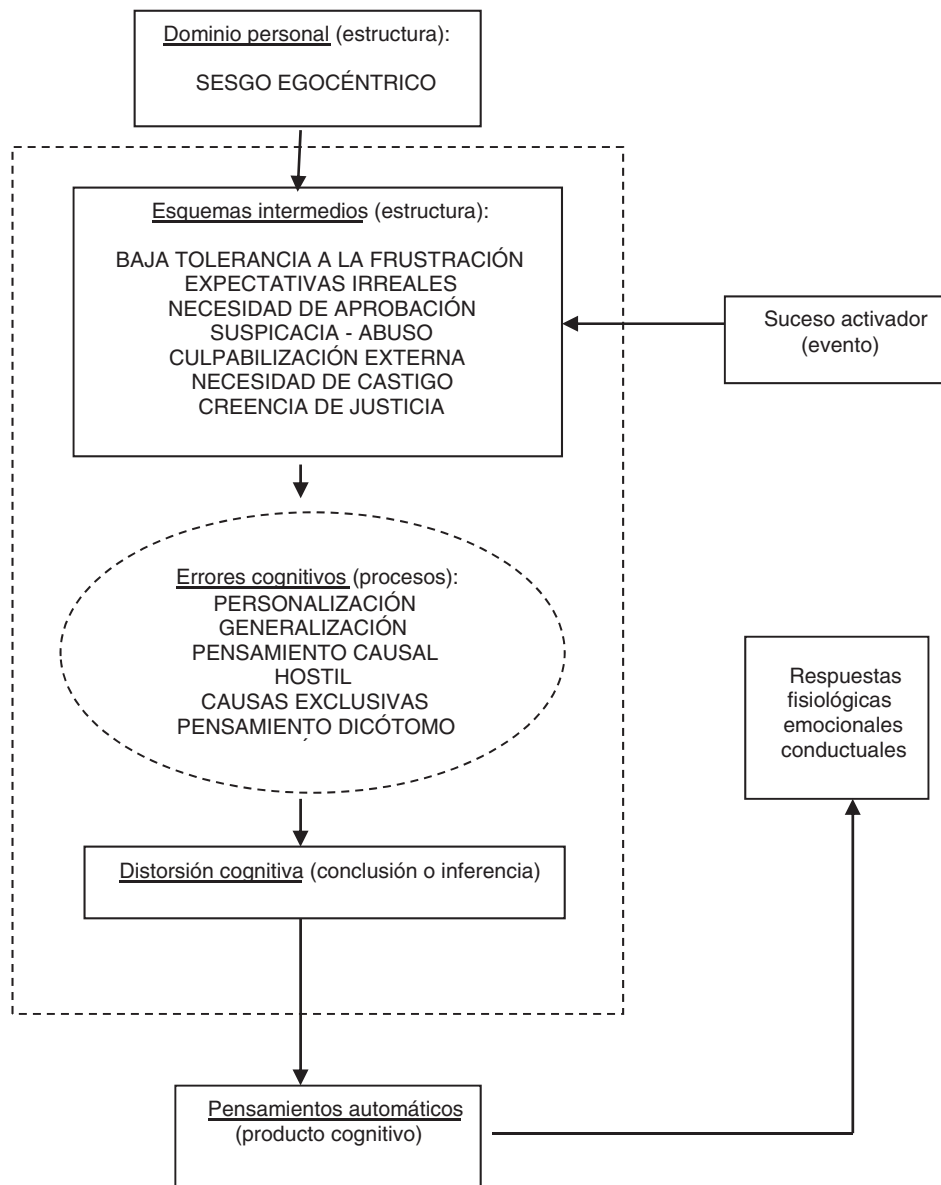 Dominio personal (estructura):
SESGO EGOCÉNTRICO
Esquemas intermedios (estructura):
BAJA TOLERANCIA A LA FRUSTRACIÓN
EXPECTATIVAS IRREALES
NECESIDAD DE APROBACIÓN
SUSPICACIA - ABUSO
CULPABILIZACIÓN EXTERNA
NECESIDAD DE CASTIGO
CREENCIA DE JUSTICIA
Suceso activador
(evento)
Errores cognitivos (procesos):
PERSONALIZACIÓN
GENERALIZACIÓN
PENSAMIENTO CAUSAL
HOSTIL
CAUSAS EXCLUSIVAS
PENSAMIENTO DICÓTOMO
Respuestas
fisiológicas
emocionales
conductuales
Distorsión cognitiva (conclusión o inferencia)
Pensamientos automáticos
(producto cognitivo)